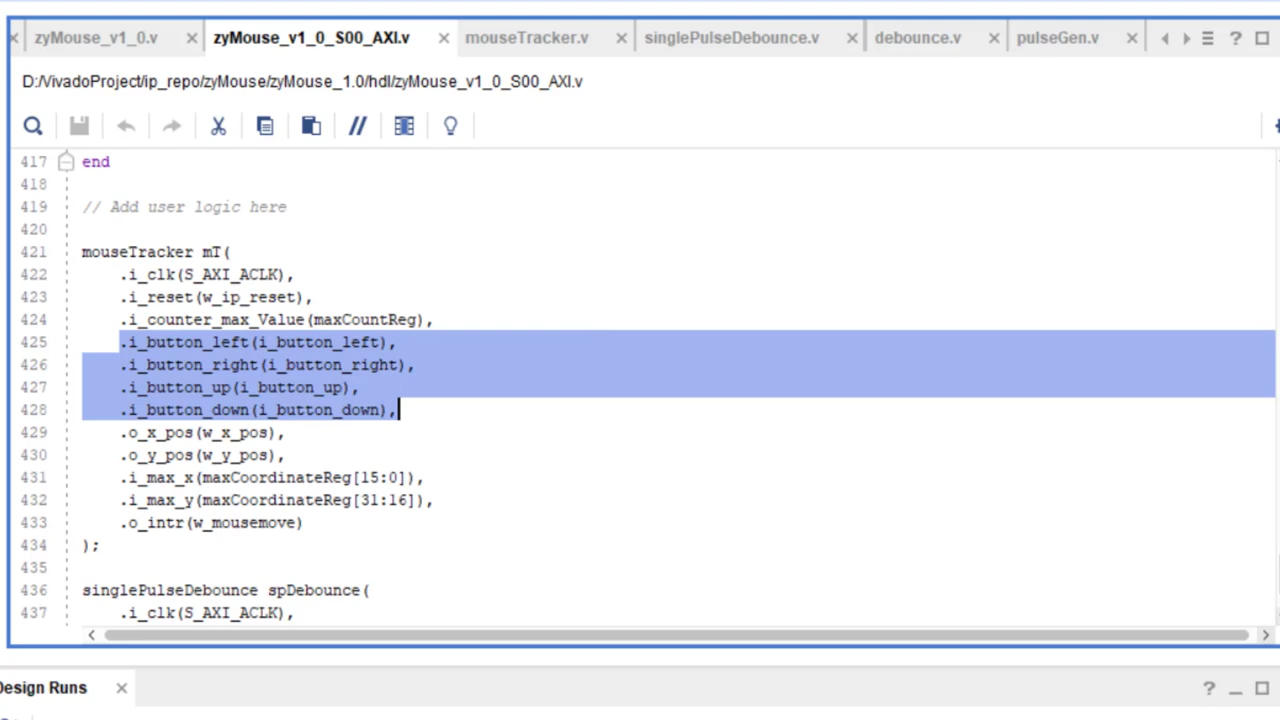 zyMouse_v1_0.v zyMouse_v1_0_S00_AXI.v mouseTracker.v singlePulseDebounce.v debounce.v pulseGen.v
D:/VivadoProject/ip_repo/zyMouse/zyMouse_1.0/hdl/zyMouse_v1_0_S00_AXI.v
417 end
418
419 // Add user logic here
420
421 mouseTracker mT(
422 .i_clk(S_AXI_ACLK),
423 .i_reset(w_ip_reset),
424 .i_counter_max_Value(maxCountReg),
425 .i_button_left(i_button_left),
426 .i_button_right(i_button_right),
427 .i_button_up(i_button_up),
428 .i_button_down(i_button_down),
429 .o_x_pos(w_x_pos),
430 .o_y_pos(w_y_pos),
431 .i_max_x(maxCoordinateReg[15:0]),
432 .i_max_y(maxCoordinateReg[31:16]),
433 .o_intr(w_mousemove)
434 );
435
436 singlePulseDebounce spDebounce(
437 .i_clk(S_AXI_ACLK),
Design Runs